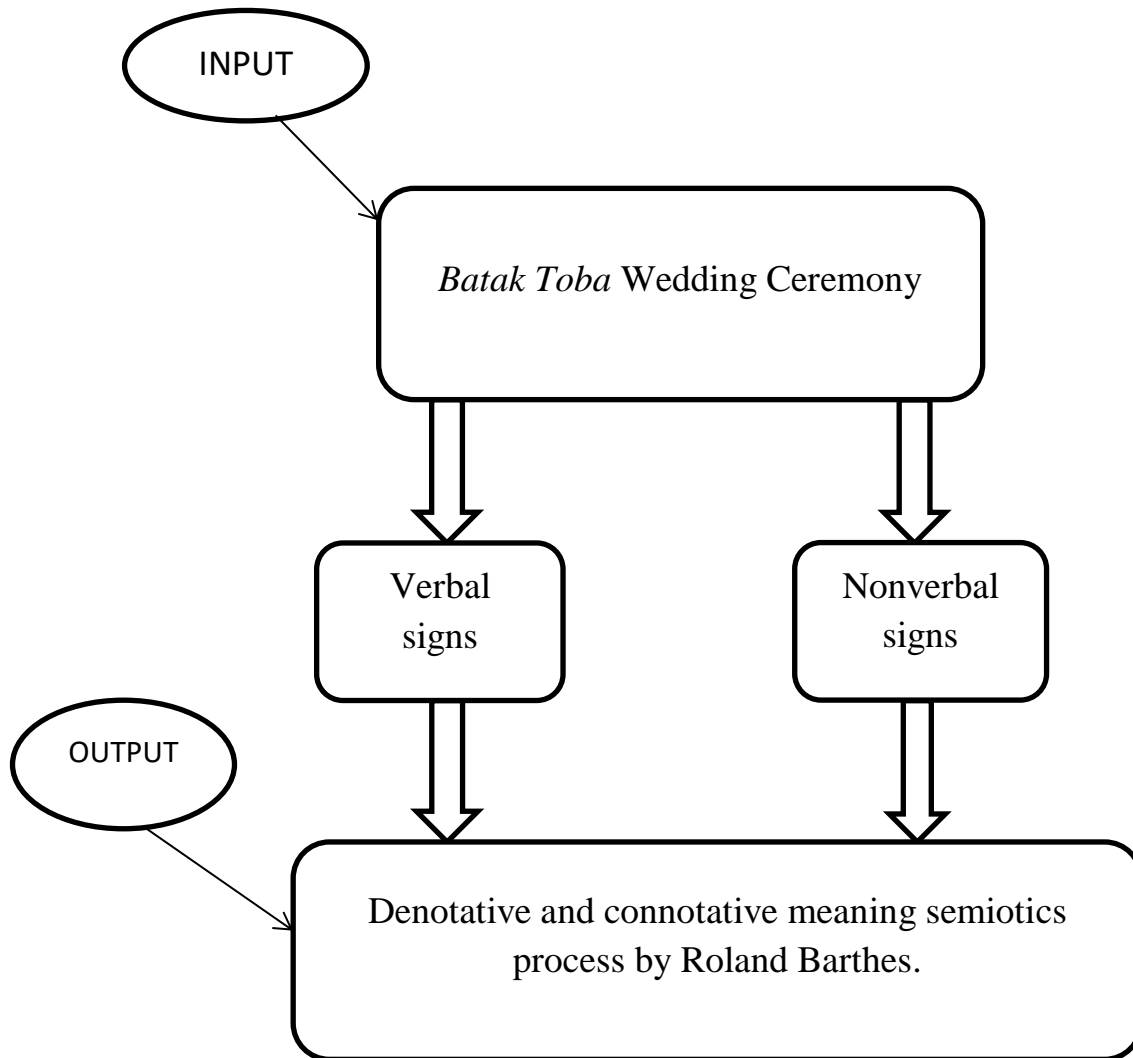 INPUT
Batak Toba Wedding Ceremony
Verbal
signs
Nonverbal
signs
OUTPUT
Denotative and connotative meaning semiotics
process by Roland Barthes.